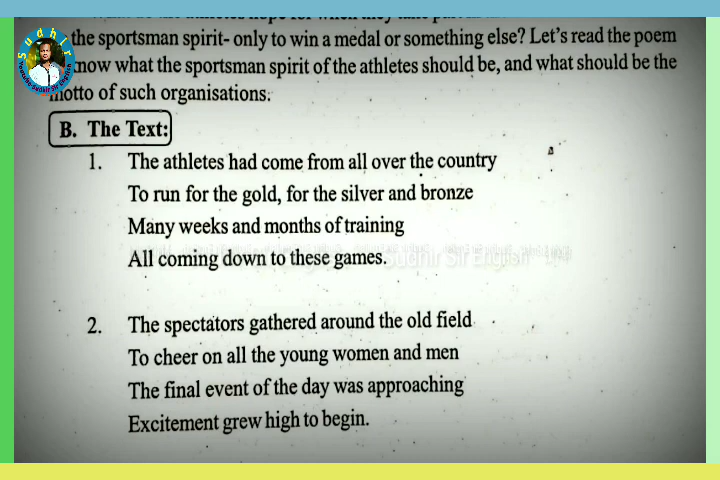 the sportsman spirit- only to win a medal or something else? Let's read the poem
now what the sportsman spirit of the athletes should be, and what should be the
motto of such organisations:
B. The Text:
1. The athletes had come from all over the country
To run for the gold, for the silver and bronze
Many weeks and months of training
All coming down to these games.
Sudhir Sir English
2. The spectators gathered around the old field
To cheer on all the young women and men
The final event of the day was approaching
Excitement grew high to begin.
Sudhir